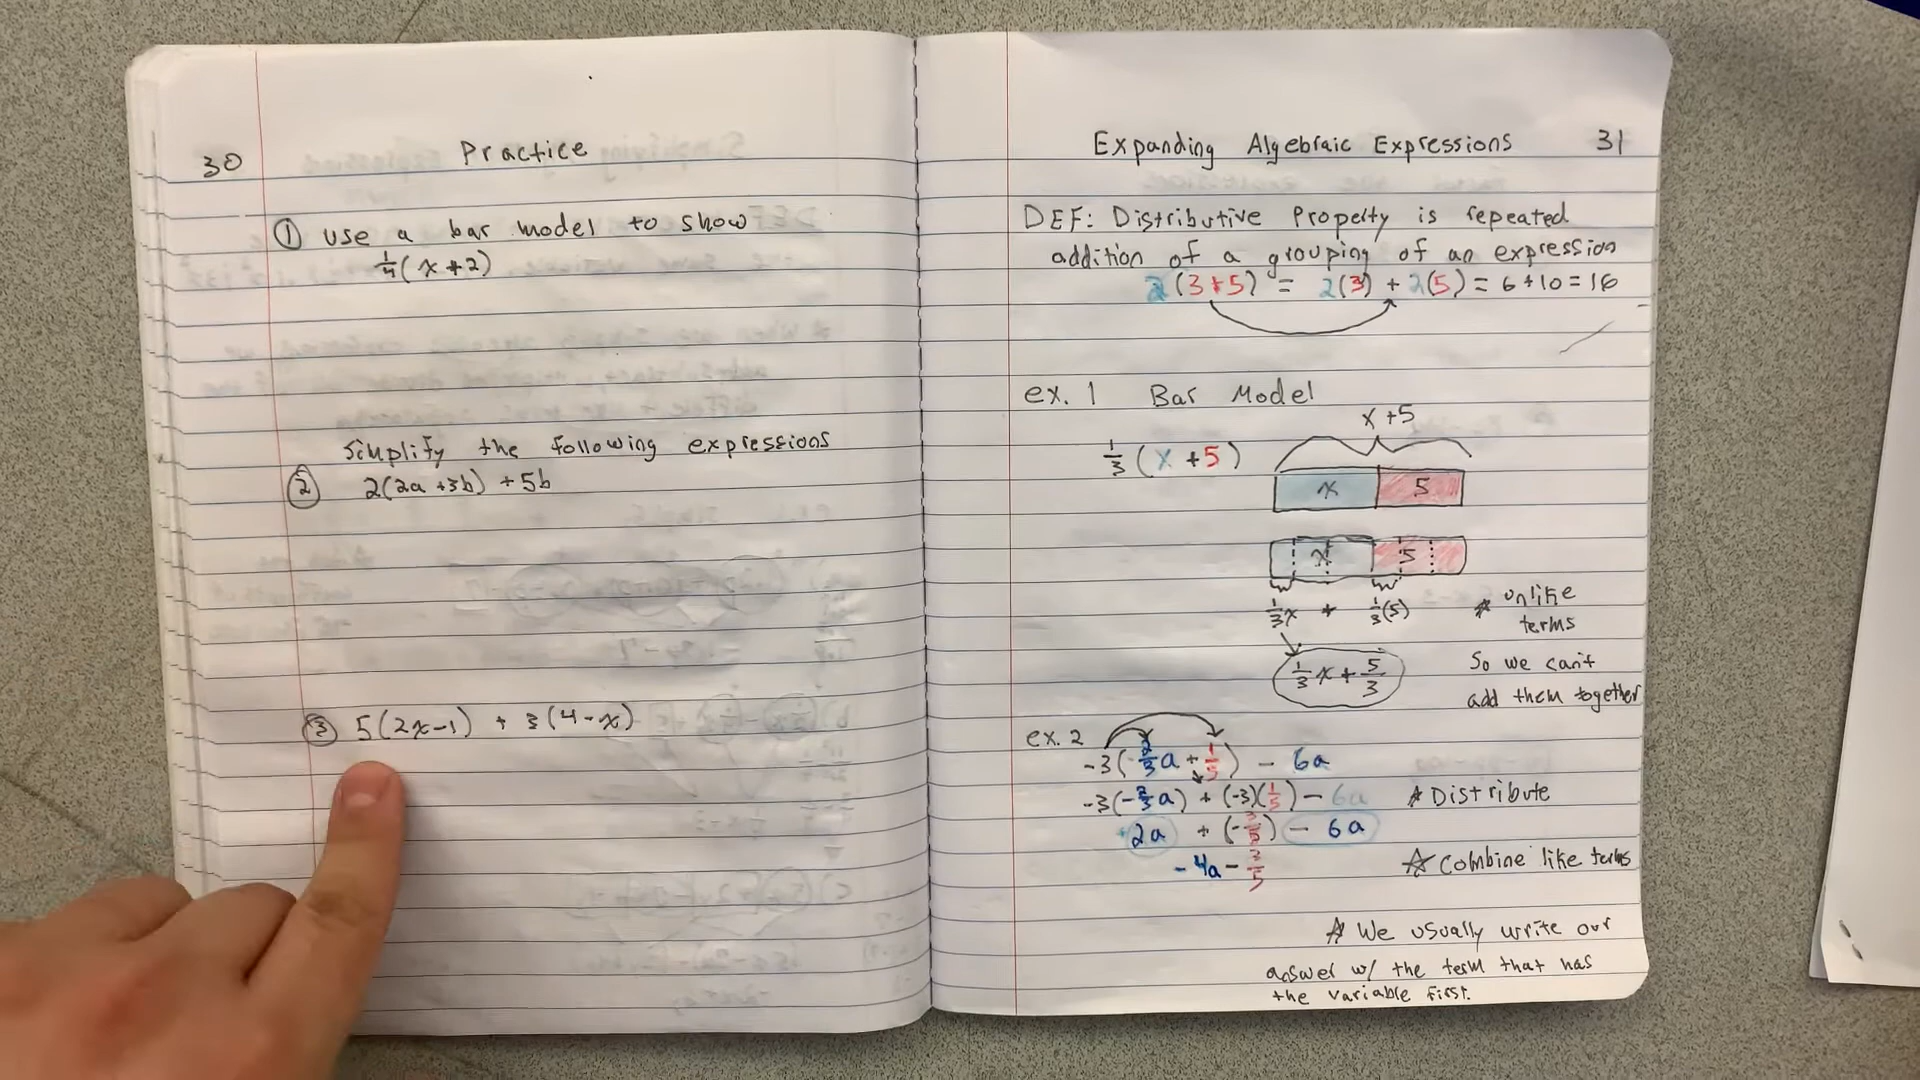 30
Practice
① use a bar model to show
1/4(x+2)
Simplify the following expressions
② 2(2a+3b)+5b
③ 5(2x-1) + 3(4-x)
Expanding Algebraic Expressions 31
DEF: Distributive Property is repeated
addition of a grouping of an expression
2(3+5) = 2(3) + 2(5) = 6+10=16
ex. 1 Bar Model
x+5
1/3(x+5)
x 5
x 5
1/3x + 1/3(5)
* unlike
terms
1/3x+5/3
So we can't
add them together
ex. 2
-3(-2/3a+1/5) - 6a
-3(-2/3a) + (-3)(1/5) - 6a * Distribute
2a + (-3/5) - 6a
-4a-3/5 ☆ Combine like terms
☆ We usually write our
answer w/ the term that has
the variable first.